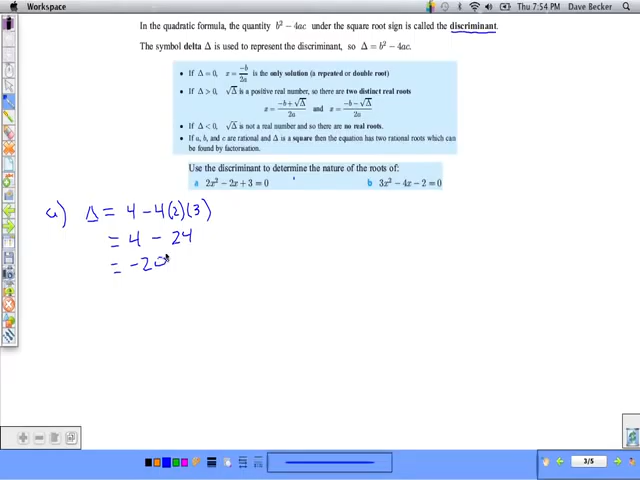 Workspace
Thu 7:54 PM Dave Becker
In the quadratic formula, the quantity b² − 4ac under the square root sign is called the discriminant.
The symbol delta Δ is used to represent the discriminant, so Δ = b² − 4ac.
• If Δ = 0, x = −b/2a is the only solution (a repeated or double root)
• If Δ > 0, √Δ is a positive real number, so there are two distinct real roots
x = (−b + √Δ)/2a and x = (−b − √Δ)/2a
• If Δ < 0, √Δ is not a real number and so there are no real roots.
• If a, b, and c are rational and Δ is a square then the equation has two rational roots which can
be found by factorisation.
Use the discriminant to determine the nature of the roots of:
a 2x² − 2x + 3 = 0 b 3x² − 4x − 2 = 0
a) Δ = 4 − 4(2)(3)
= 4 − 24
= −20
3/5